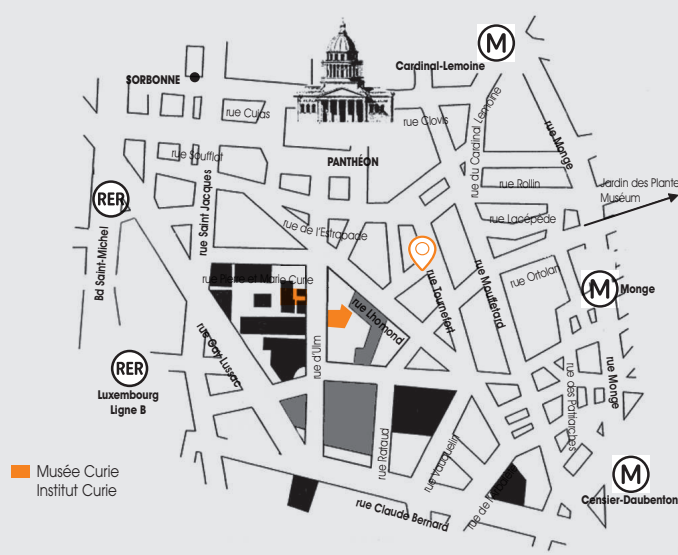 M
Cardinal-Lemoine
SORBONNE
rue Cujas
rue Clovis
rue du Cardinal Lemoine
rue Monge
rue Soufflot
PANTHÉON
rue Saint Jacques
rue Rollin
Jardin des Plante
Muséum
RER
Bd Saint-Michel
rue Lacépède
rue de l'Estrapade
rue Pierre et Marie Curie
rue Tournefort
rue Mouffetard
rue Ortolan
M
Monge
rue Lhomond
rue Gay Lussac
rue d'Ulm
RER
Luxembourg
Ligne B
rue Monge
rue des Patriarches
rue Rataud
rue Vauquelin
Musée Curie
Institut Curie
M
Censier-Daubenton
rue Claude Bernard
rue de